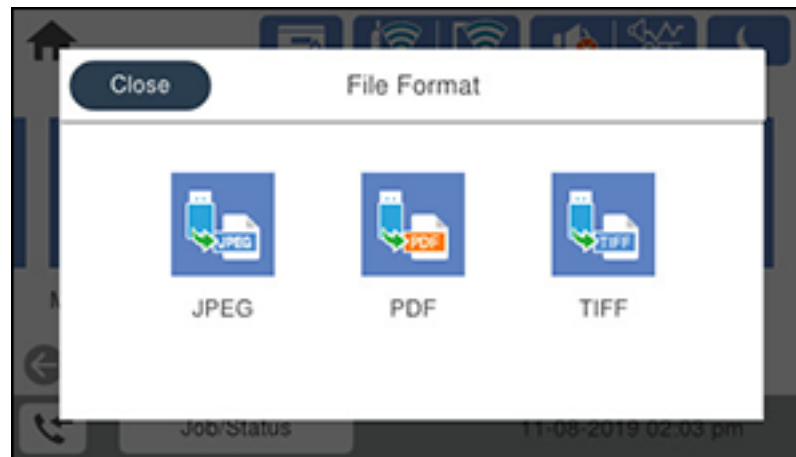 Close
File Format
JPEG
PDF
TIFF
JPEG
PDF
TIFF
M
Job/Status
11-08-2019 02:03 pm